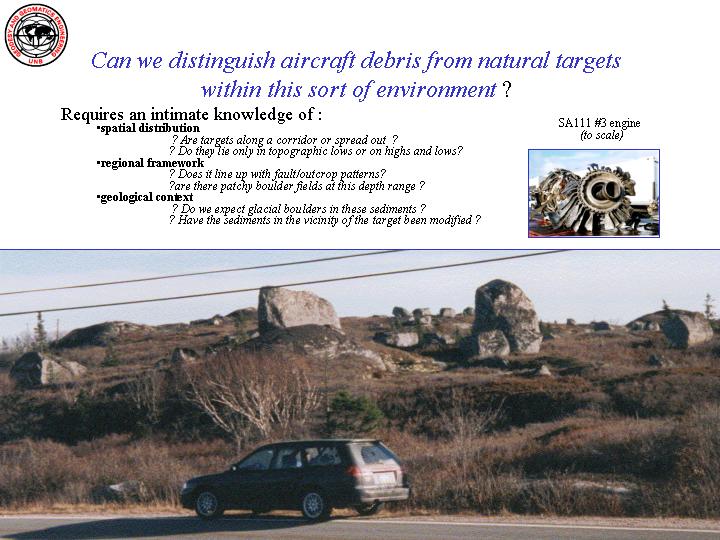 GEODESY AND GEOMATICS ENGINEERING
UNB
Can we distinguish aircraft debris from natural targets
within this sort of environment ?
Requires an intimate knowledge of :
•spatial distribution
? Are targets along a corridor or spread out ?
? Do they lie only in topographic lows or on highs and lows?
•regional framework
? Does it line up with fault/outcrop patterns?
?are there patchy boulder fields at this depth range ?
•geological context
? Do we expect glacial boulders in these sediments ?
? Have the sediments in the vicinity of the target been modified ?
SA111 #3 engine
(to scale)